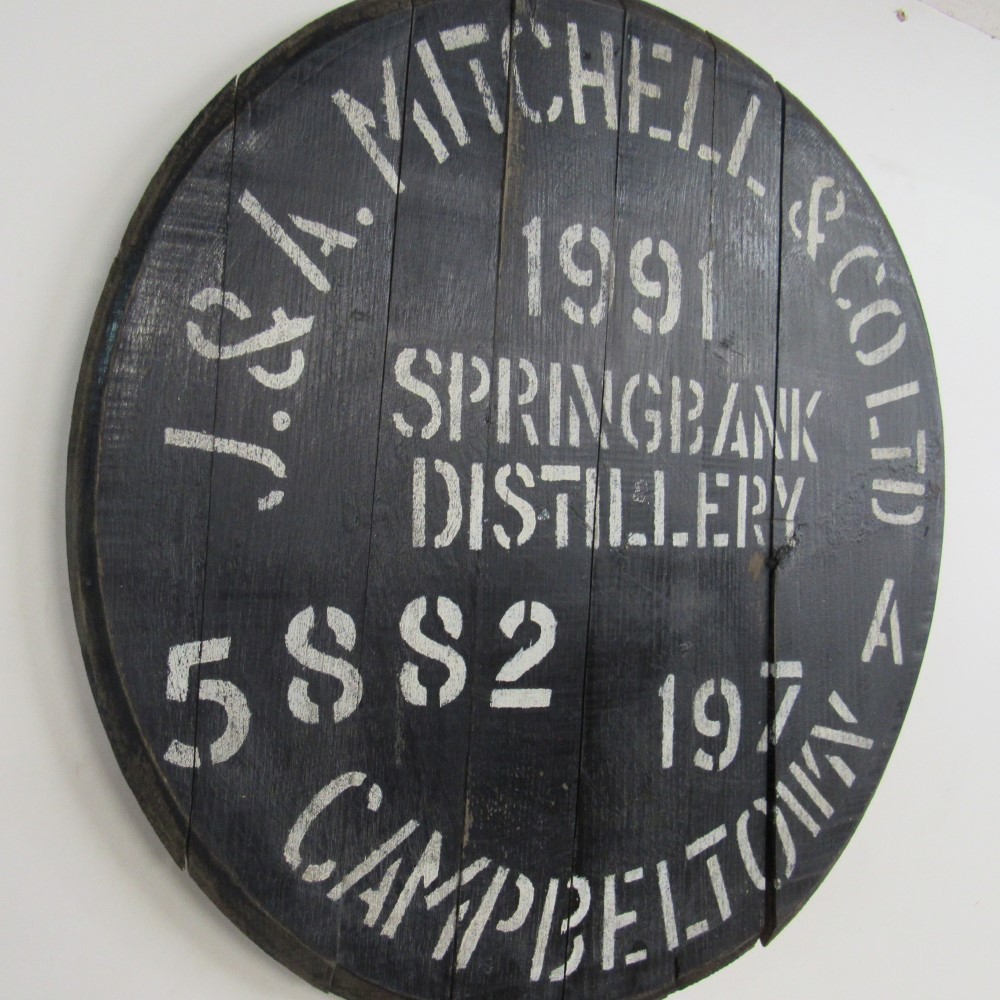 J. & A. MITCHELL & CO LTD
1991
SPRINGBANK
DISTILLERY
A
5882
197
CAMPBELTOWN